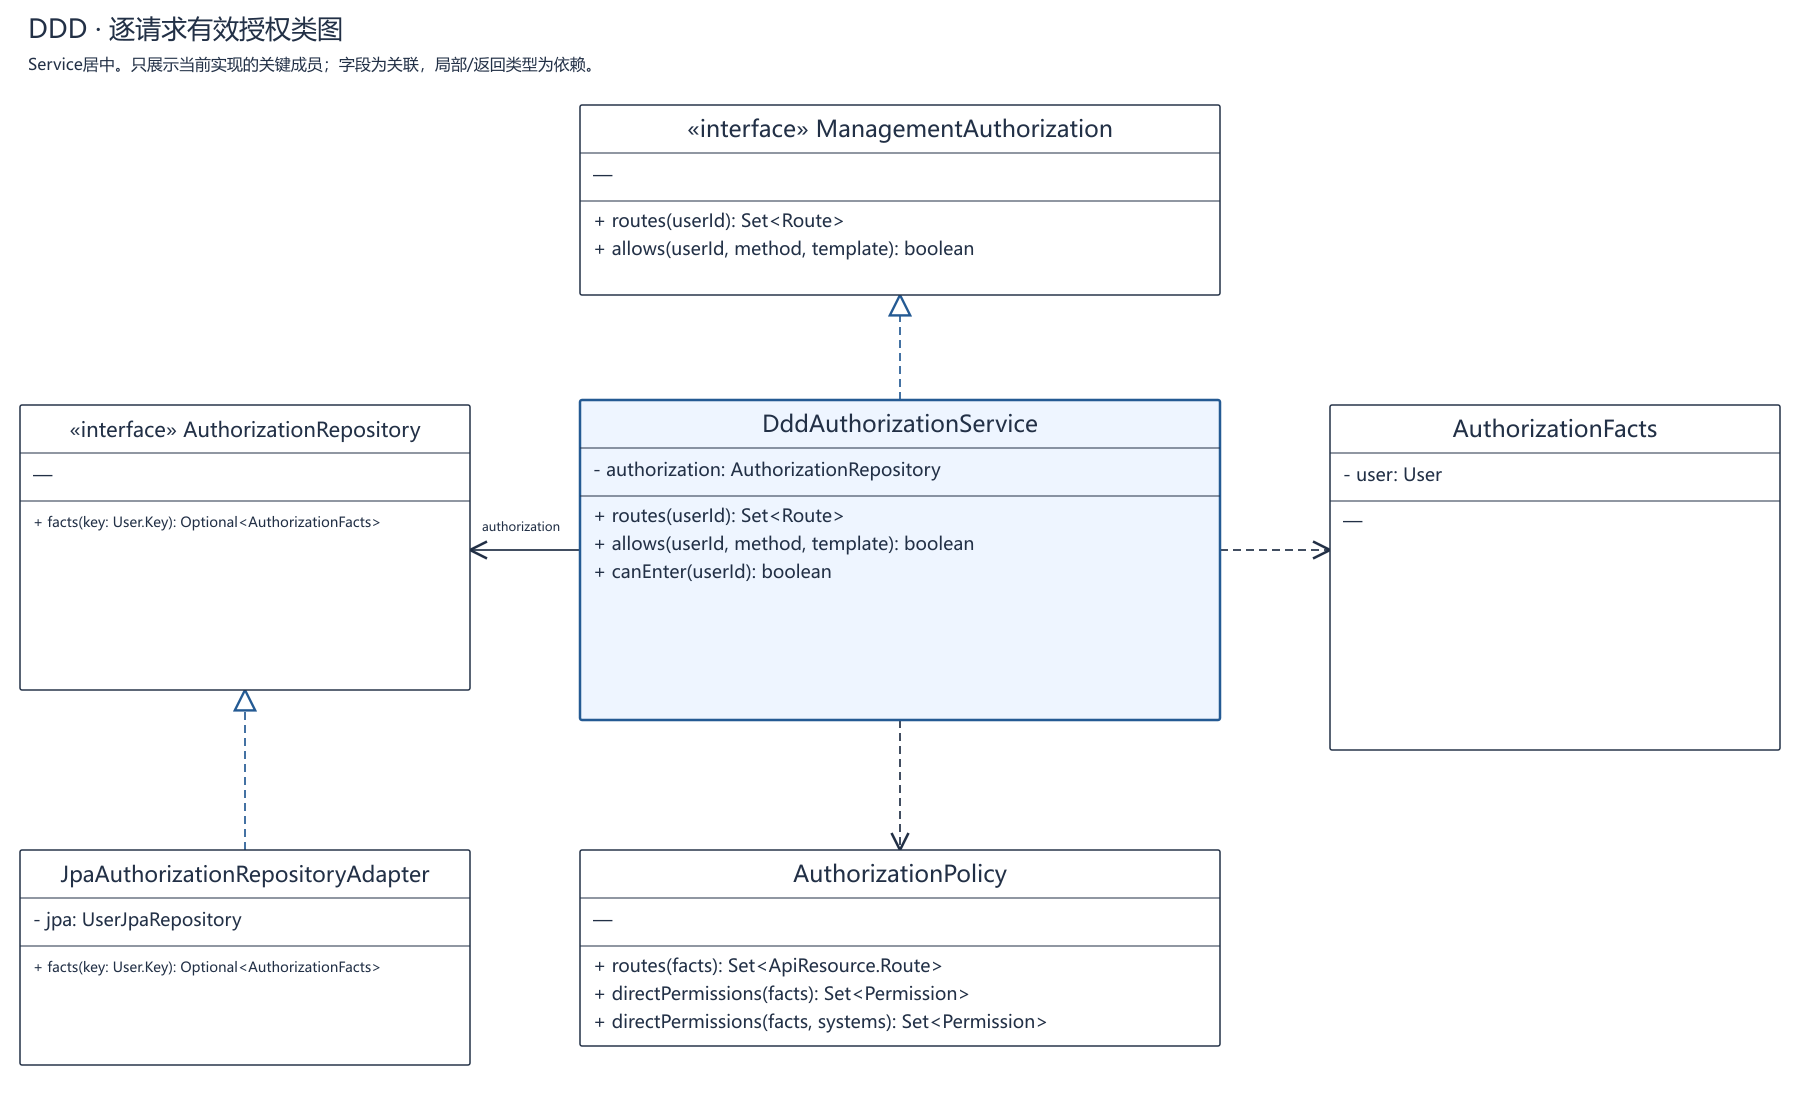 DDD · 逐请求有效授权类图
Service居中。只展示当前实现的关键成员；字段为关联，局部/返回类型为依赖。
«interface» ManagementAuthorization
—
+ routes(userId): Set<Route>
+ allows(userId, method, template): boolean
«interface» AuthorizationRepository
—
+ facts(key: User.Key): Optional<AuthorizationFacts>
authorization
DddAuthorizationService
- authorization: AuthorizationRepository
+ routes(userId): Set<Route>
+ allows(userId, method, template): boolean
+ canEnter(userId): boolean
AuthorizationFacts
- user: User
—
JpaAuthorizationRepositoryAdapter
- jpa: UserJpaRepository
+ facts(key: User.Key): Optional<AuthorizationFacts>
AuthorizationPolicy
—
+ routes(facts): Set<ApiResource.Route>
+ directPermissions(facts): Set<Permission>
+ directPermissions(facts, systems): Set<Permission>